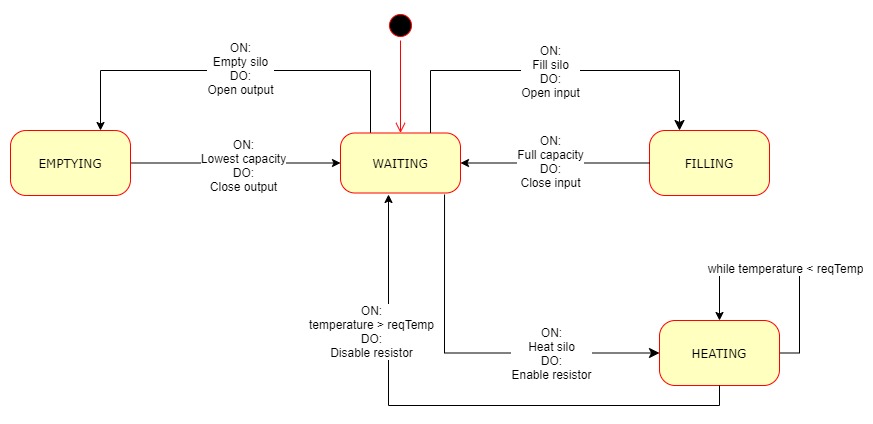 ON:
Empty silo
DO:
Open output
ON:
Fill silo
DO:
Open input
EMPTYING
ON:
Lowest capacity
DO:
Close output
WAITING
ON:
Full capacity
DO:
Close input
FILLING
while temperature < reqTemp
ON:
temperature > reqTemp
DO:
Disable resistor
ON:
Heat silo
DO:
Enable resistor
HEATING